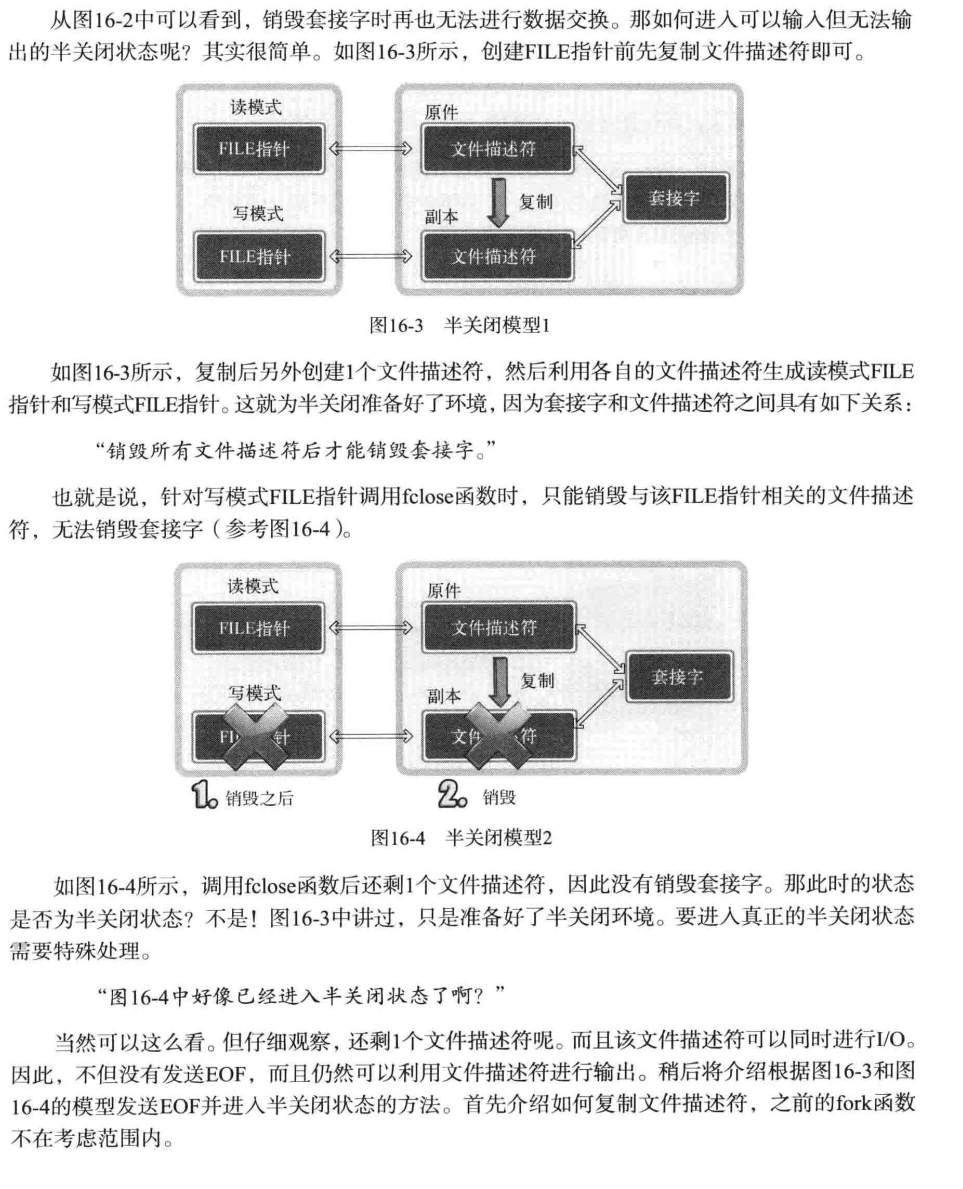 从图16-2中可以看到，销毁套接字时再也无法进行数据交换。那如何进入可以输入但无法输
出的半关闭状态呢？其实很简单。如图16-3所示，创建FILE指针前先复制文件描述符即可。
读模式
原件
FILE指针
文件描述符
复制
套接字
写模式
副本
FILE指针
文件描述符
图16-3 半关闭模型1
如图16-3所示，复制后另外创建1个文件描述符，然后利用各自的文件描述符生成读模式FILE
指针和写模式FILE指针。这就为半关闭准备好了环境，因为套接字和文件描述符之间具有如下关系：
“销毁所有文件描述符后才能销毁套接字。”
也就是说，针对写模式FILE指针调用fclose函数时，只能销毁与该FILE指针相关的文件描述
符，无法销毁套接字（参考图16-4）。
读模式
原件
FILE指针
文件描述符
复制
套接字
写模式
副本
FI 针
文件 符
1. 销毁之后
2. 销毁
图16-4 半关闭模型2
如图16-4所示，调用fclose函数后还剩1个文件描述符，因此没有销毁套接字。那此时的状态
是否为半关闭状态？不是！图16-3中讲过，只是准备好了半关闭环境。要进入真正的半关闭状态
需要特殊处理。
“图16-4中好像已经进入半关闭状态了啊？”
当然可以这么看。但仔细观察，还剩1个文件描述符呢。而且该文件描述符可以同时进行I/O。
因此，不但没有发送EOF，而且仍然可以利用文件描述符进行输出。稍后将介绍根据图16-3和图
16-4的模型发送EOF并进入半关闭状态的方法。首先介绍如何复制文件描述符，之前的fork函数
不在考虑范围内。